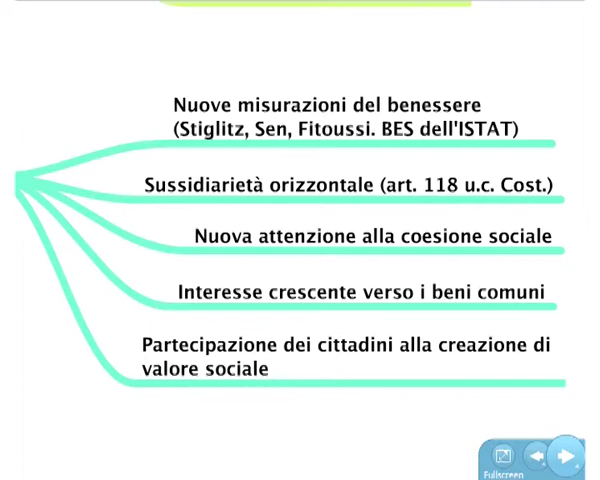 Nuove misurazioni del benessere
(Stiglitz, Sen, Fitoussi. BES dell'ISTAT)
Sussidiarietà orizzontale (art. 118 u.c. Cost.)
Nuova attenzione alla coesione sociale
Interesse crescente verso i beni comuni
Partecipazione dei cittadini alla creazione di
valore sociale
Fullscreen